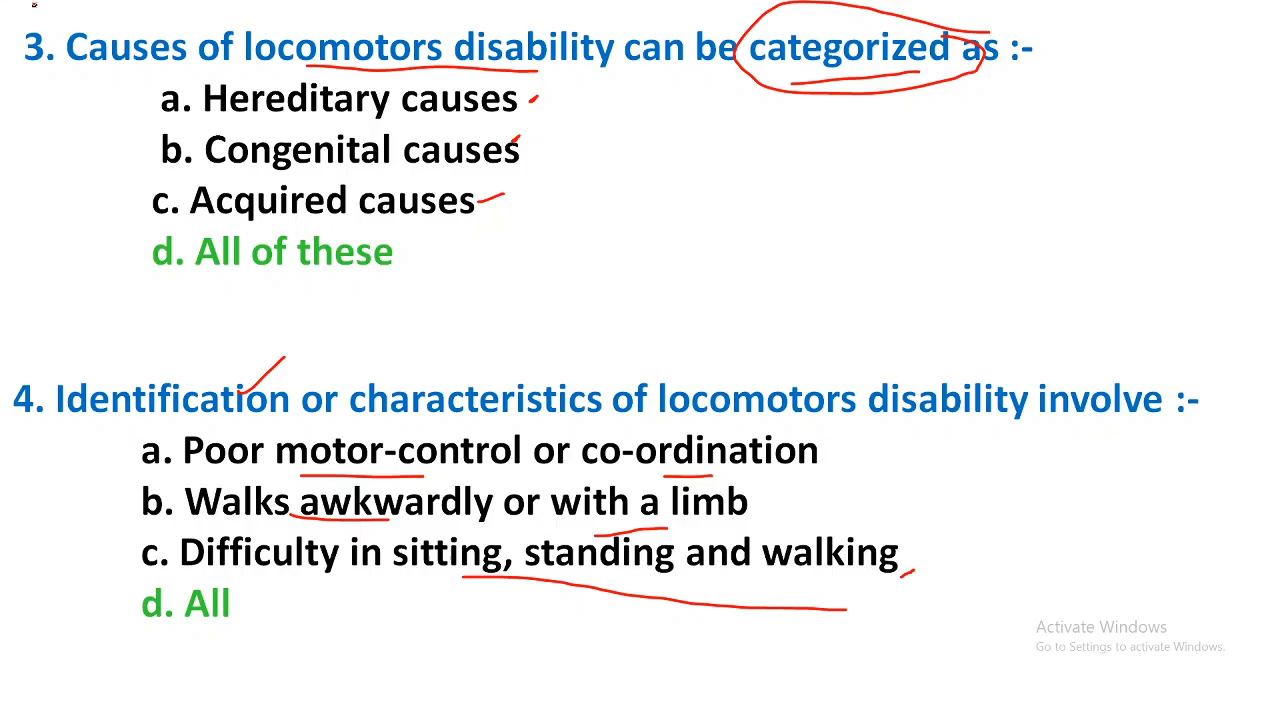 3. Causes of locomotors disability can be categorized as :-
a. Hereditary causes
b. Congenital causes
c. Acquired causes
d. All of these
4. Identification or characteristics of locomotors disability involve :-
a. Poor motor-control or co-ordination
b. Walks awkwardly or with a limb
c. Difficulty in sitting, standing and walking
d. All
Activate Windows
Go to Settings to activate Windows.